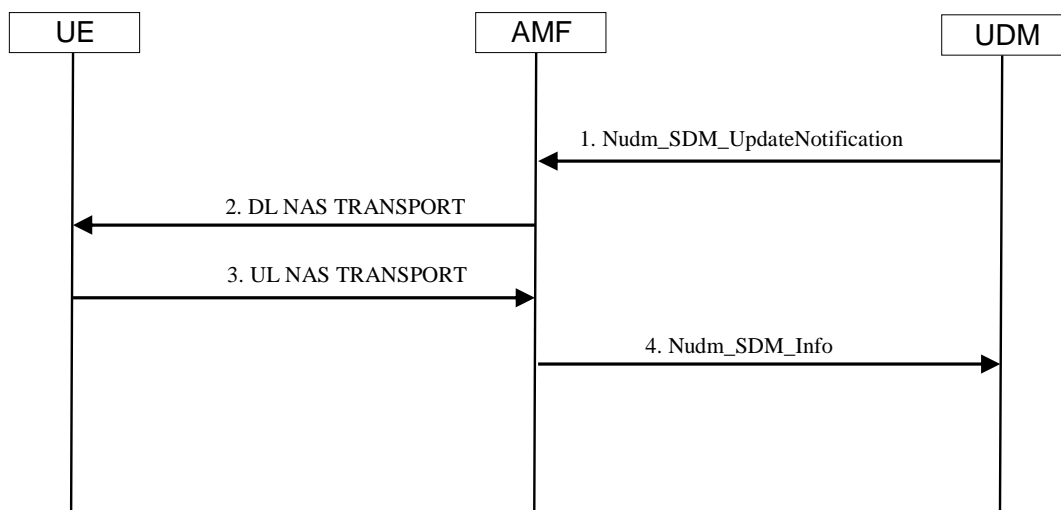 UE
AMF
UDM
1. Nudm_SDM_UpdateNotification
2. DL NAS TRANSPORT
3. UL NAS TRANSPORT
4. Nudm_SDM_Info